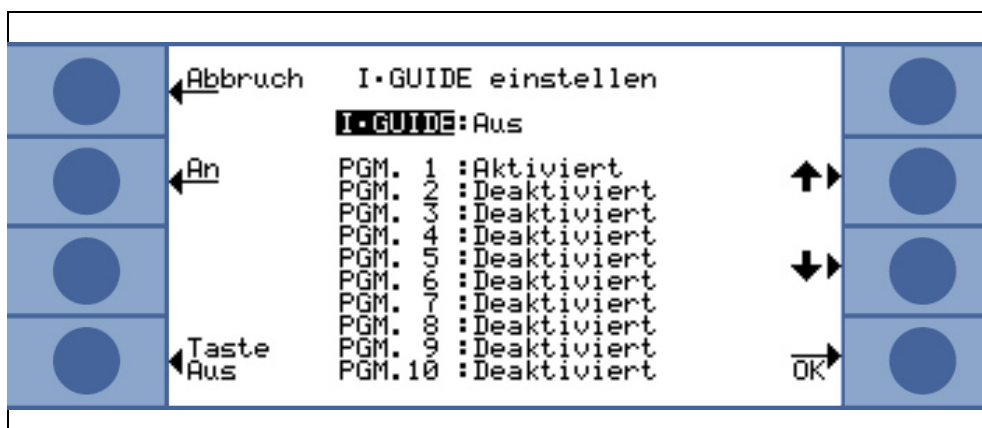 Abbruch I·GUIDE einstellen
I·GUIDE:Aus
An PGM. 1 :Aktiviert
PGM. 2 :Deaktiviert
PGM. 3 :Deaktiviert
PGM. 4 :Deaktiviert
PGM. 5 :Deaktiviert
PGM. 6 :Deaktiviert
PGM. 7 :Deaktiviert
PGM. 8 :Deaktiviert
Taste PGM. 9 :Deaktiviert
Aus PGM.10 :Deaktiviert OK